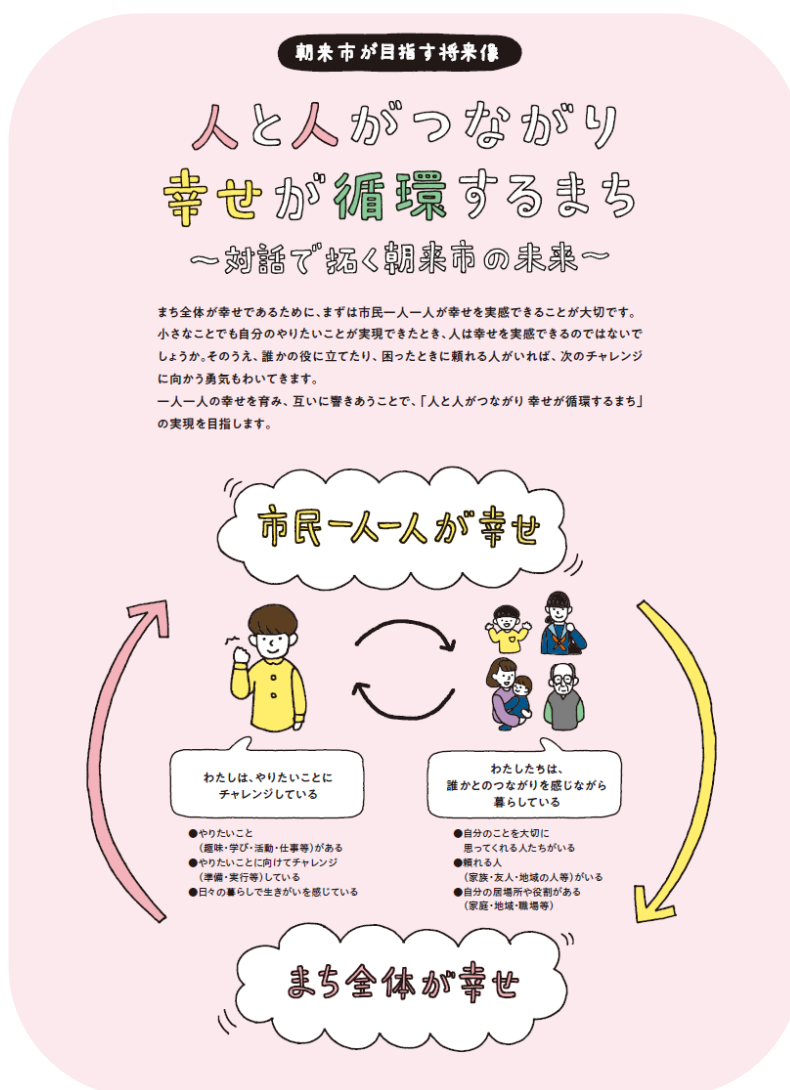 朝来市が目指す将来像
人と人がつながり
幸せが循環するまち
〜対話で拓く朝来市の未来〜
まち全体が幸せであるために、まずは市民一人一人が幸せを実感できることが大切です。
小さなことでも自分のやりたいことが実現できたとき、人は幸せを実感できるのではないで
しょうか。そのうえ、誰かの役に立てたり、困ったときに頼れる人がいれば、次のチャレンジ
に向かう勇気もわいてきます。
一人一人の幸せを育み、互いに響きあうことで、「人と人がつながり 幸せが循環するまち」
の実現を目指します。
市民一人一人が幸せ
わたしは、やりたいことに
チャレンジしている
●やりたいこと
（趣味・学び・活動・仕事等）がある
●やりたいことに向けてチャレンジ
（準備・実行等）している
●日々の暮らしで生きがいを感じている
わたしたちは、
誰かとのつながりを感じながら
暮らしている
●自分のことを大切に
思ってくれる人たちがいる
●頼れる人
（家族・友人・地域の人等）がいる
●自分の居場所や役割がある
（家庭・地域・職場等）
まち全体が幸せ